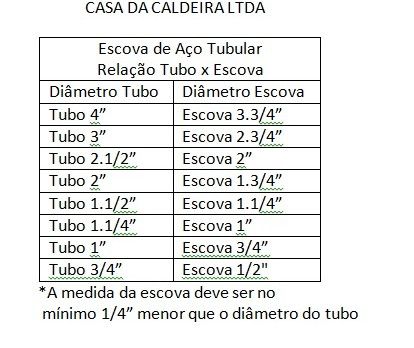 CASA DA CALDEIRA LTDA
Escova de Aço Tubular
Relação Tubo x Escova
Diâmetro Tubo Diâmetro Escova
Tubo 4” Escova 3.3/4”
Tubo 3” Escova 2.3/4”
Tubo 2.1/2” Escova 2”
Tubo 2” Escova 1.3/4”
Tubo 1.1/2” Escova 1.1/4”
Tubo 1.1/4” Escova 1”
Tubo 1” Escova 3/4”
Tubo 3/4” Escova 1/2"
*A medida da escova deve ser no
mínimo 1/4” menor que o diâmetro do tubo